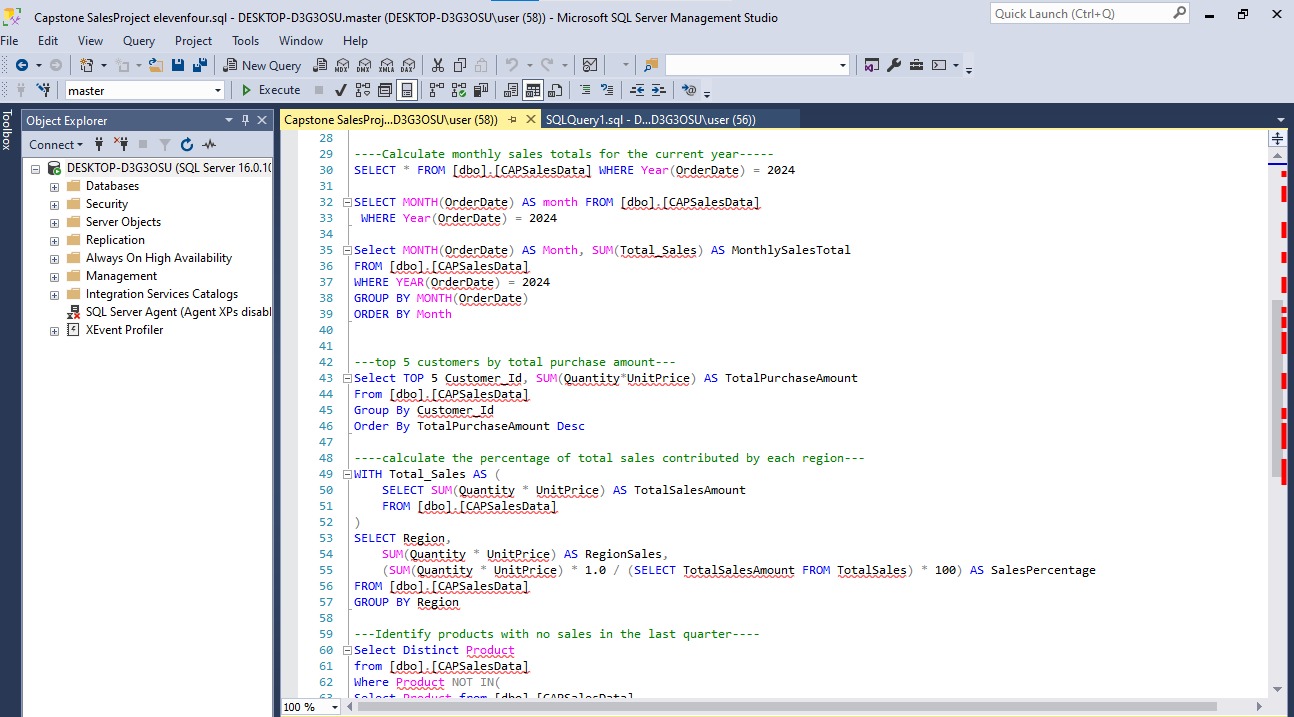 Capstone SalesProject elevenfour.sql - DESKTOP-D3G3OSU.master (DESKTOP-D3G3OSU\user (58)) - Microsoft SQL Server Management Studio
Quick Launch (Ctrl+Q)
File Edit View Query Project Tools Window Help
New Query MDX DMX XMLA DAX
master Execute
Toolbox
Object Explorer
Connect
DESKTOP-D3G3OSU (SQL Server 16.0.10
Databases
Security
Server Objects
Replication
Always On High Availability
Management
Integration Services Catalogs
SQL Server Agent (Agent XPs disabl
XEvent Profiler
Capstone SalesProj...D3G3OSU\user (58)) SQLQuery1.sql - D...D3G3OSU\user (56))
28
29 ----Calculate monthly sales totals for the current year-----
30 SELECT * FROM [dbo].[CAPSalesData] WHERE Year(OrderDate) = 2024
31
32 SELECT MONTH(OrderDate) AS month FROM [dbo].[CAPSalesData]
33 WHERE Year(OrderDate) = 2024
34
35 Select MONTH(OrderDate) AS Month, SUM(Total_Sales) AS MonthlySalesTotal
36 FROM [dbo].[CAPSalesData]
37 WHERE YEAR(OrderDate) = 2024
38 GROUP BY MONTH(OrderDate)
39 ORDER BY Month
40
41
42 ---top 5 customers by total purchase amount---
43 Select TOP 5 Customer_Id, SUM(Quantity*UnitPrice) AS TotalPurchaseAmount
44 From [dbo].[CAPSalesData]
45 Group By Customer_Id
46 Order By TotalPurchaseAmount Desc
47
48 ----calculate the percentage of total sales contributed by each region---
49 WITH Total_Sales AS (
50 SELECT SUM(Quantity * UnitPrice) AS TotalSalesAmount
51 FROM [dbo].[CAPSalesData]
52 )
53 SELECT Region,
54 SUM(Quantity * UnitPrice) AS RegionSales,
55 (SUM(Quantity * UnitPrice) * 1.0 / (SELECT TotalSalesAmount FROM TotalSales) * 100) AS SalesPercentage
56 FROM [dbo].[CAPSalesData]
57 GROUP BY Region
58
59 ---Identify products with no sales in the last quarter----
60 Select Distinct Product
61 from [dbo].[CAPSalesData]
62 Where Product NOT IN(
63 Select Product from [dbo].[CAPSalesData]
100 %